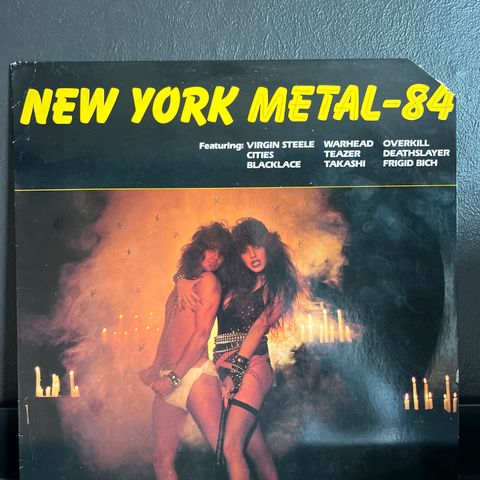 NEW YORK METAL-84
Featuring: VIRGIN STEELE WARHEAD OVERKILL
CITIES TEAZER DEATHSLAYER
BLACKLACE TAKASHI FRIGID BICH